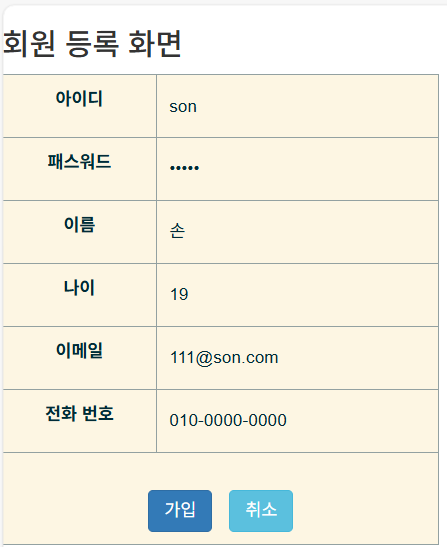 회원 등록 화면
아이디 son
패스워드 •••••
이름 손
나이 19
이메일 111@son.com
전화 번호 010-0000-0000
가입 취소